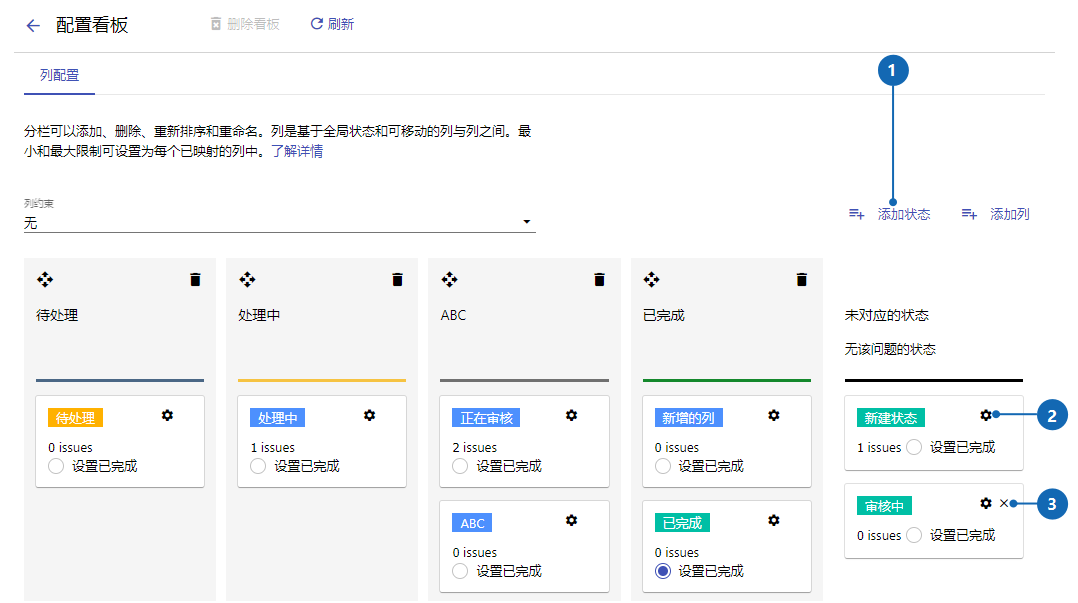 配置看板
删除看板
刷新
列配置
1
分栏可以添加、删除、重新排序和重命名。列是基于全局状态和可移动的列与列之间。最
小和最大限制可设置为每个已映射的列中。了解详情
列约束
无
添加状态
添加列
待处理
处理中
ABC
已完成
未对应的状态
无该问题的状态
待处理
0 issues
设置已完成
处理中
1 issues
设置已完成
正在审核
2 issues
设置已完成
ABC
0 issues
设置已完成
新增的列
0 issues
设置已完成
已完成
0 issues
设置已完成
新建状态
2
1 issues 设置已完成
审核中
3
0 issues 设置已完成